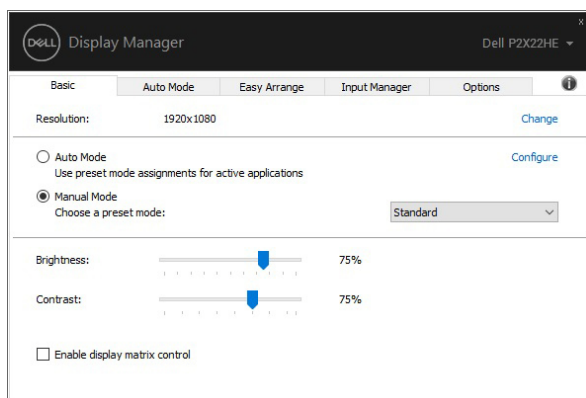 x
DELL Display Manager Dell P2X22HE
Basic Auto Mode Easy Arrange Input Manager Options i
Resolution: 1920x1080 Change
Auto Mode Configure
Use preset mode assignments for active applications
Manual Mode
Choose a preset mode: Standard
Brightness: 75%
Contrast: 75%
Enable display matrix control